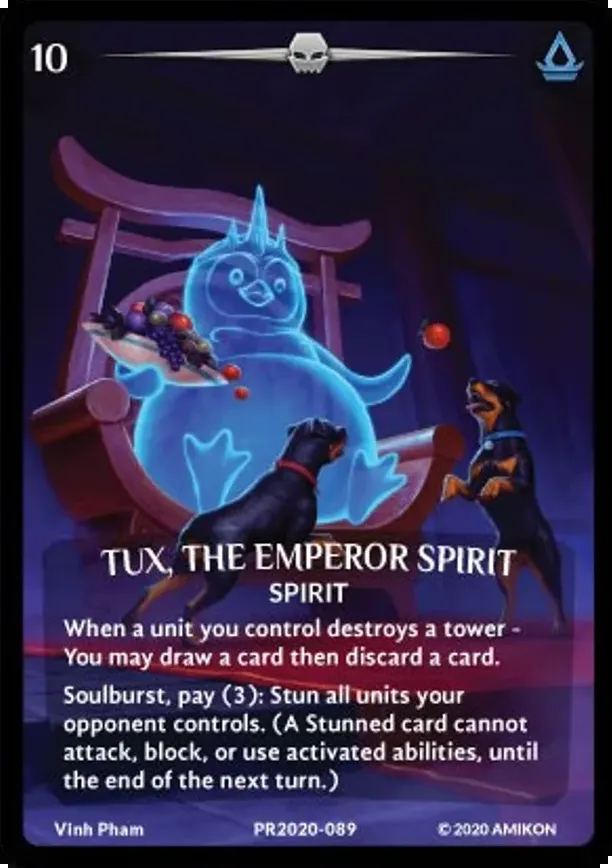 10
TUX, THE EMPEROR SPIRIT
SPIRIT
When a unit you control destroys a tower -
You may draw a card then discard a card.
Soulburst, pay (3): Stun all units your
opponent controls. (A Stunned card cannot
attack, block, or use activated abilities, until
the end of the next turn.)
Vinh Pham PR2020-089 © 2020 AMIKON